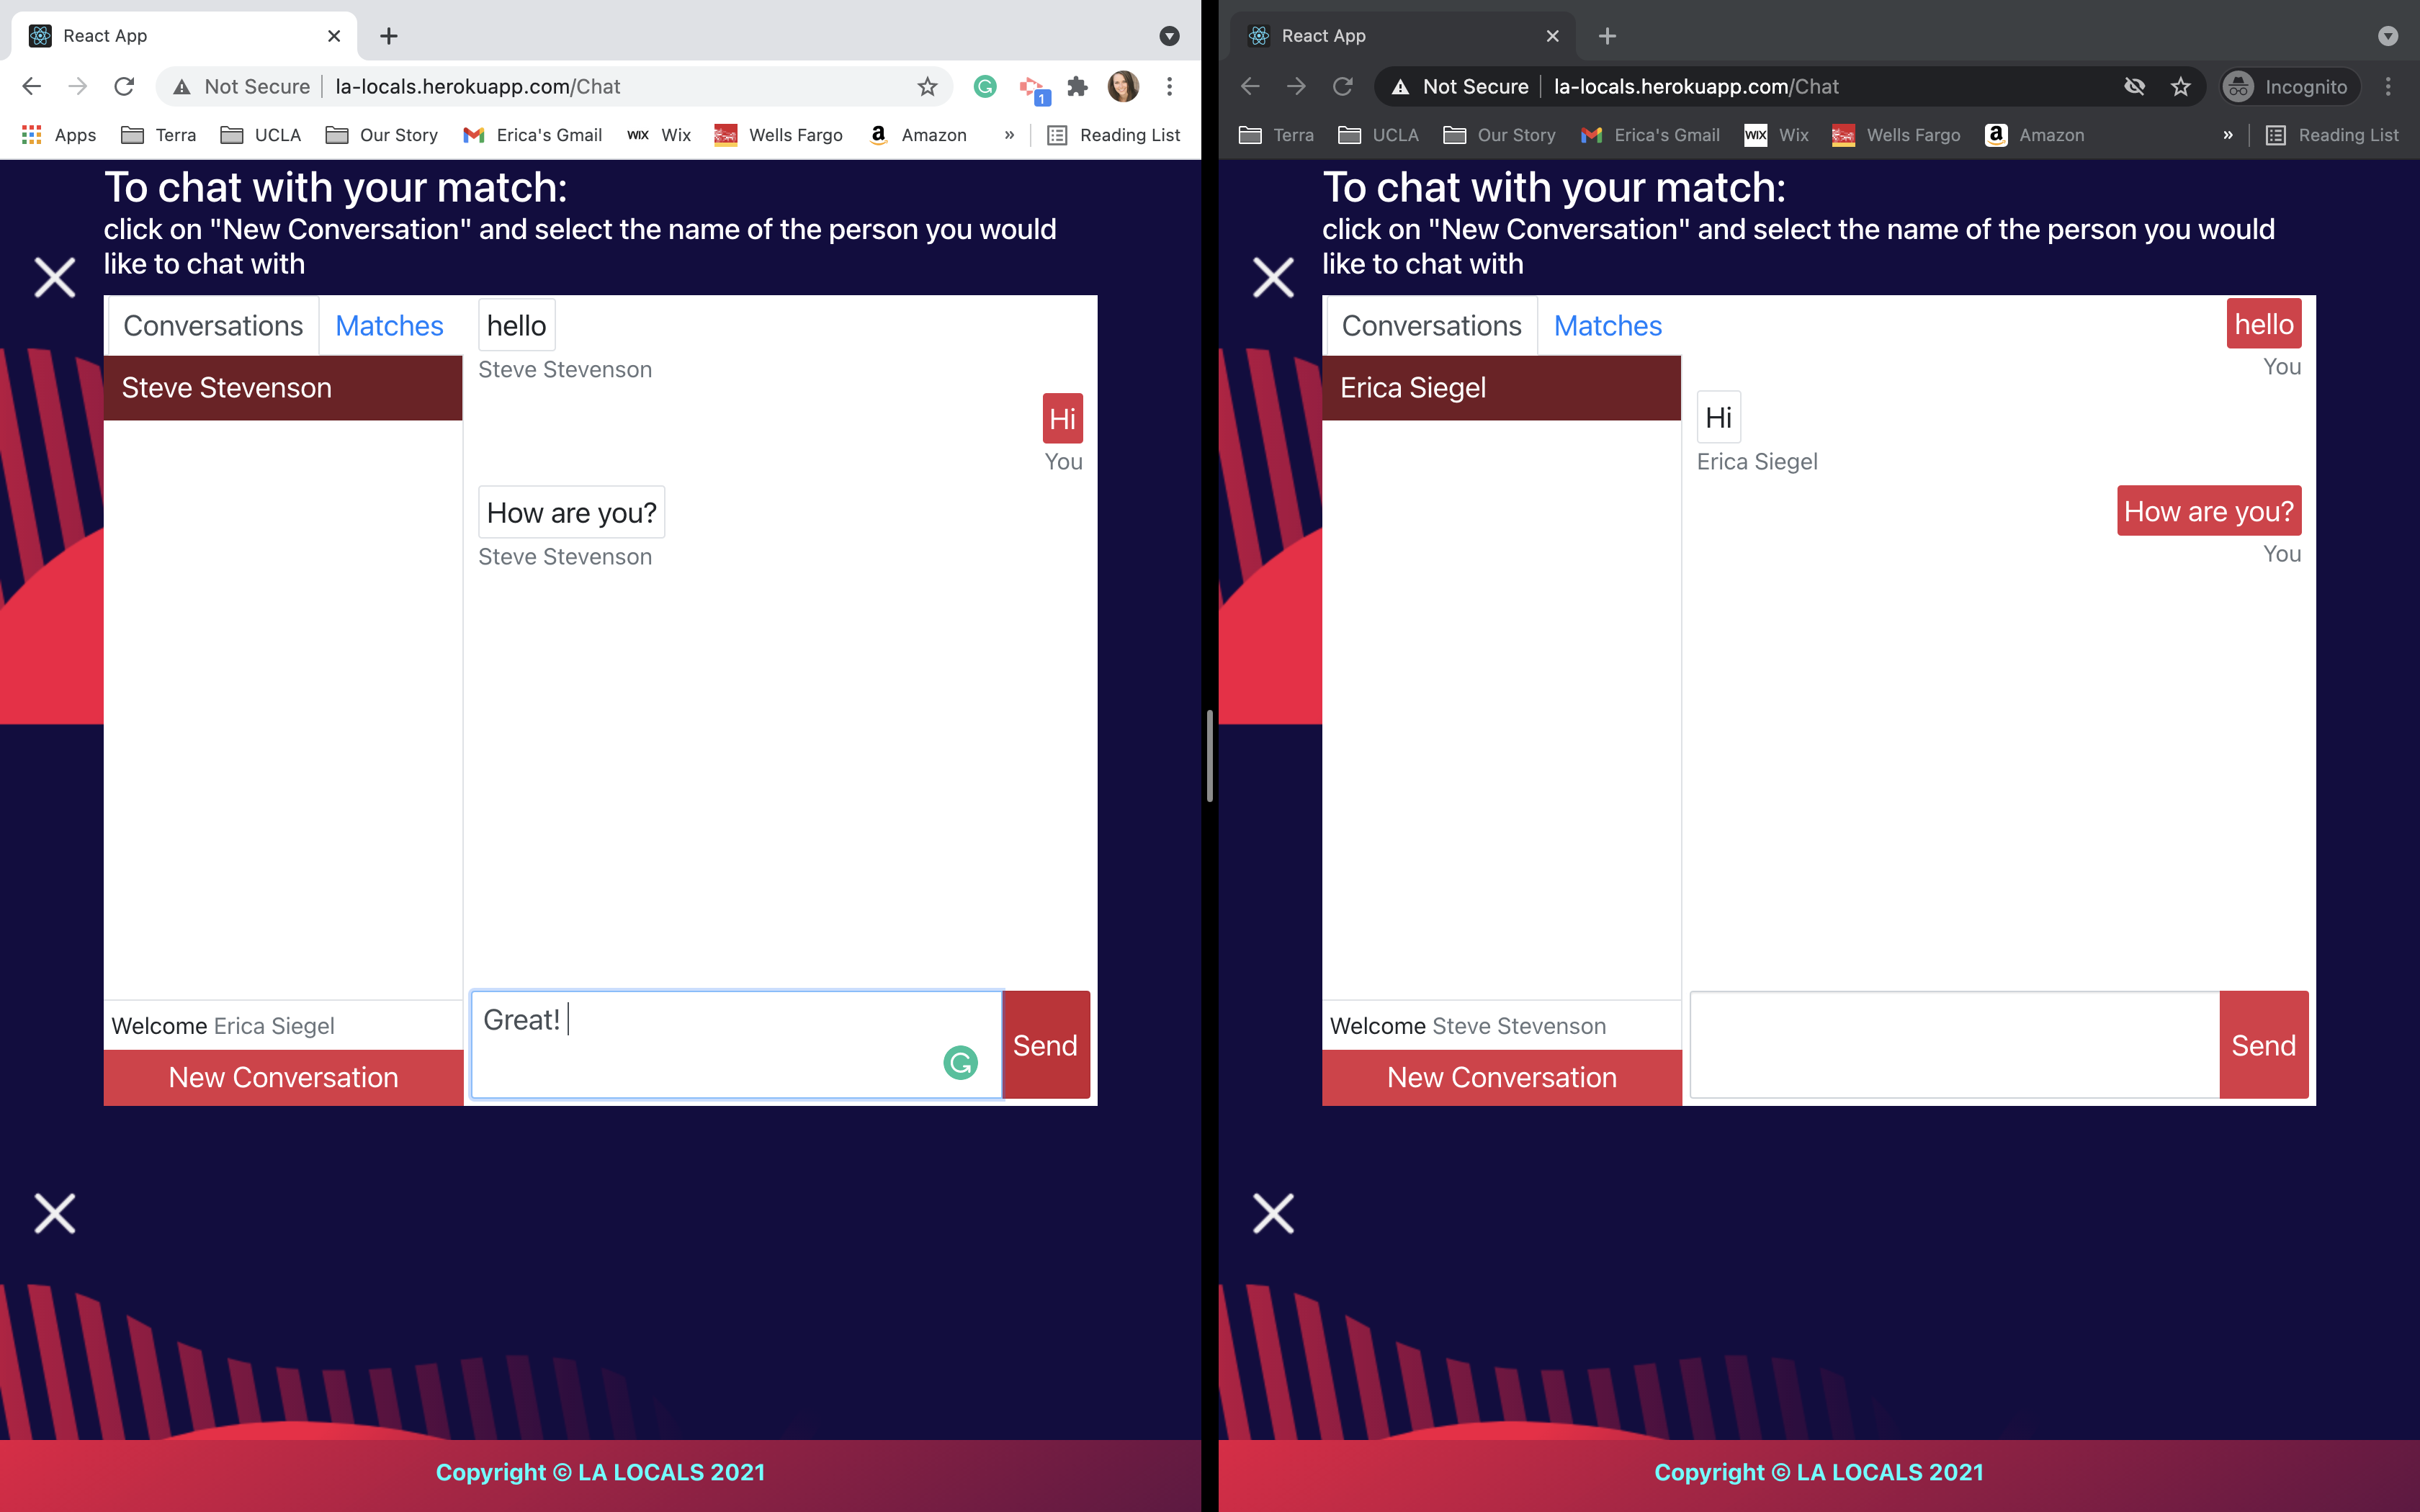 React App
Not Secure
la-locals.herokuapp.com/Chat
1
Apps
Terra
UCLA
Our Story
Erica's Gmail
WIX
Wix
Wells Fargo
a
Amazon
»
Reading List
To chat with your match:
click on "New Conversation" and select the name of the person you would
like to chat with
Conversations
Matches
Steve Stevenson
hello
Steve Stevenson
Hi
You
How are you?
Steve Stevenson
Great!
Send
Welcome Erica Siegel
New Conversation
Copyright © LA LOCALS 2021
React App
Not Secure
la-locals.herokuapp.com/Chat
Incognito
Terra
UCLA
Our Story
Erica's Gmail
WIX
Wix
Wells Fargo
a
Amazon
»
Reading List
To chat with your match:
click on "New Conversation" and select the name of the person you would
like to chat with
Conversations
Matches
Erica Siegel
hello
You
Hi
Erica Siegel
How are you?
You
Send
Welcome Steve Stevenson
New Conversation
Copyright © LA LOCALS 2021